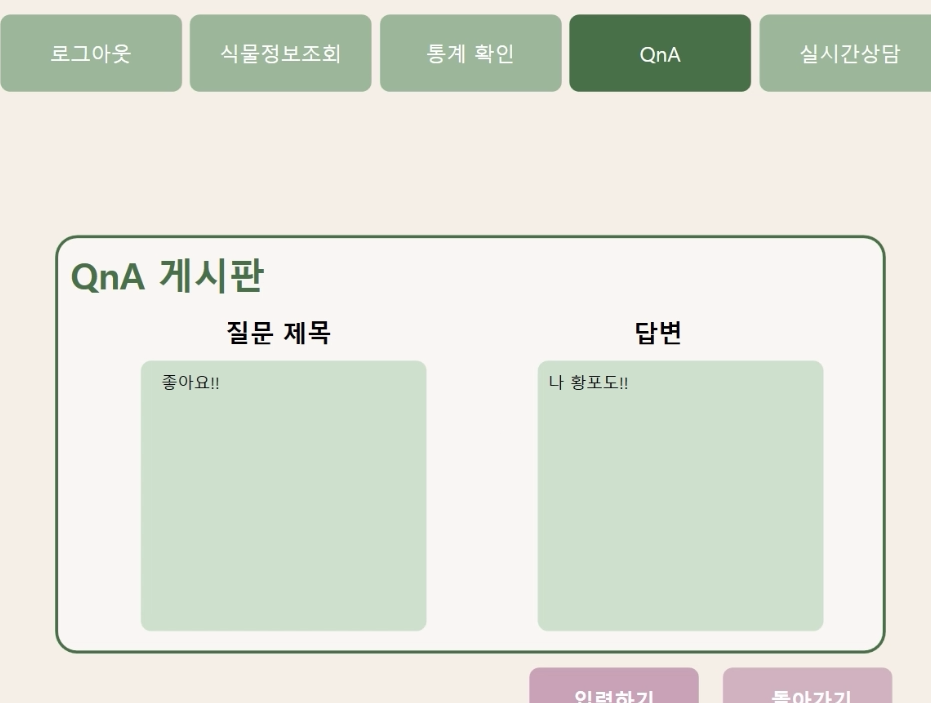 로그아웃
식물정보조회
통계 확인
QnA
실시간상담
QnA 게시판
질문 제목
답변
좋아요!!
나 황포도!!
입력하기
돌아가기